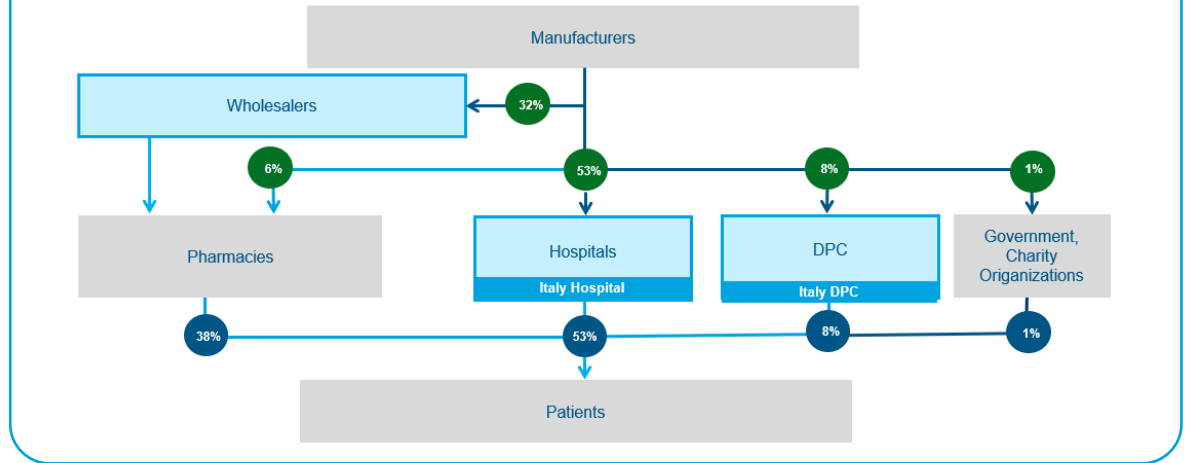 Manufacturers
Wholesalers
32%
6%
53%
8%
1%
Pharmacies
Hospitals
Italy Hospital
DPC
Italy DPC
Government,
Charity
Origanizations
38%
53%
8%
1%
Patients